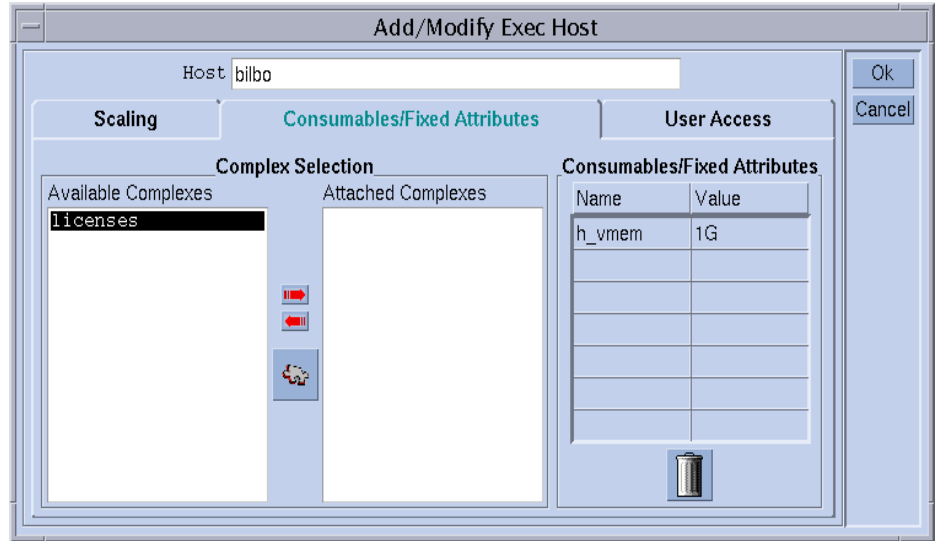 Add/Modify Exec Host
Host bilbo
Ok
Cancel
Scaling
Consumables/Fixed Attributes
User Access
Complex Selection
Available Complexes
Attached Complexes
licenses
Consumables/Fixed Attributes
Name Value
h_vmem 1G